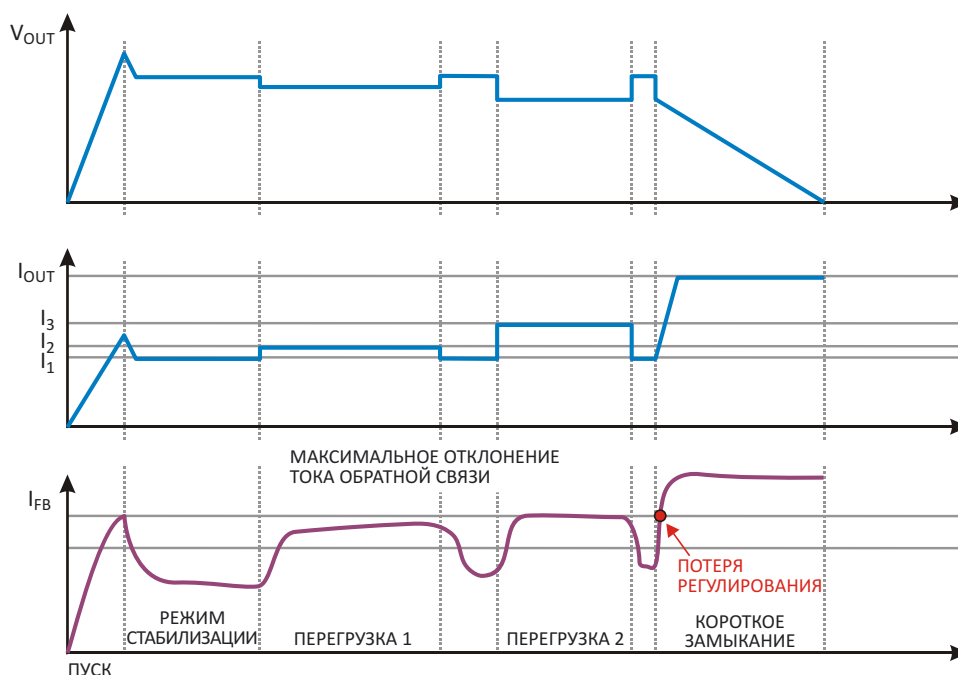 VOUT
IOUT
I3
I2
I1
МАКСИМАЛЬНОЕ ОТКЛОНЕНИЕ
ТОКА ОБРАТНОЙ СВЯЗИ
IFB
ПОТЕРЯ
РЕГУЛИРОВАНИЯ
РЕЖИМ
СТАБИЛИЗАЦИИ
ПЕРЕГРУЗКА 1
ПЕРЕГРУЗКА 2
КОРОТКОЕ
ЗАМЫКАНИЕ
ПУСК